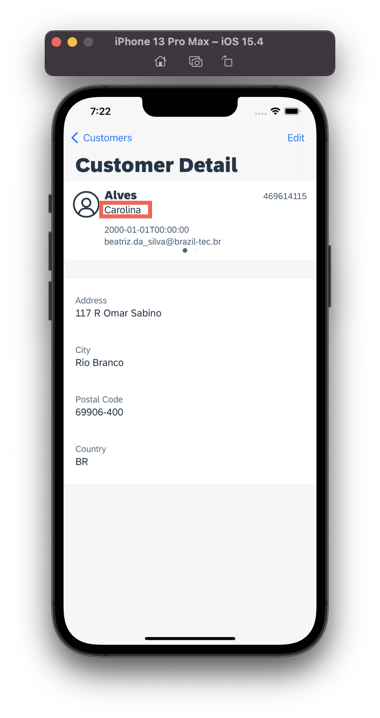 iPhone 13 Pro Max – iOS 15.4
7:22
Customers
Edit
Customer Detail
Alves
469614115
Carolina
2000-01-01T00:00:00
beatriz.da_silva@brazil-tec.br
Address
117 R Omar Sabino
City
Rio Branco
Postal Code
69906-400
Country
BR